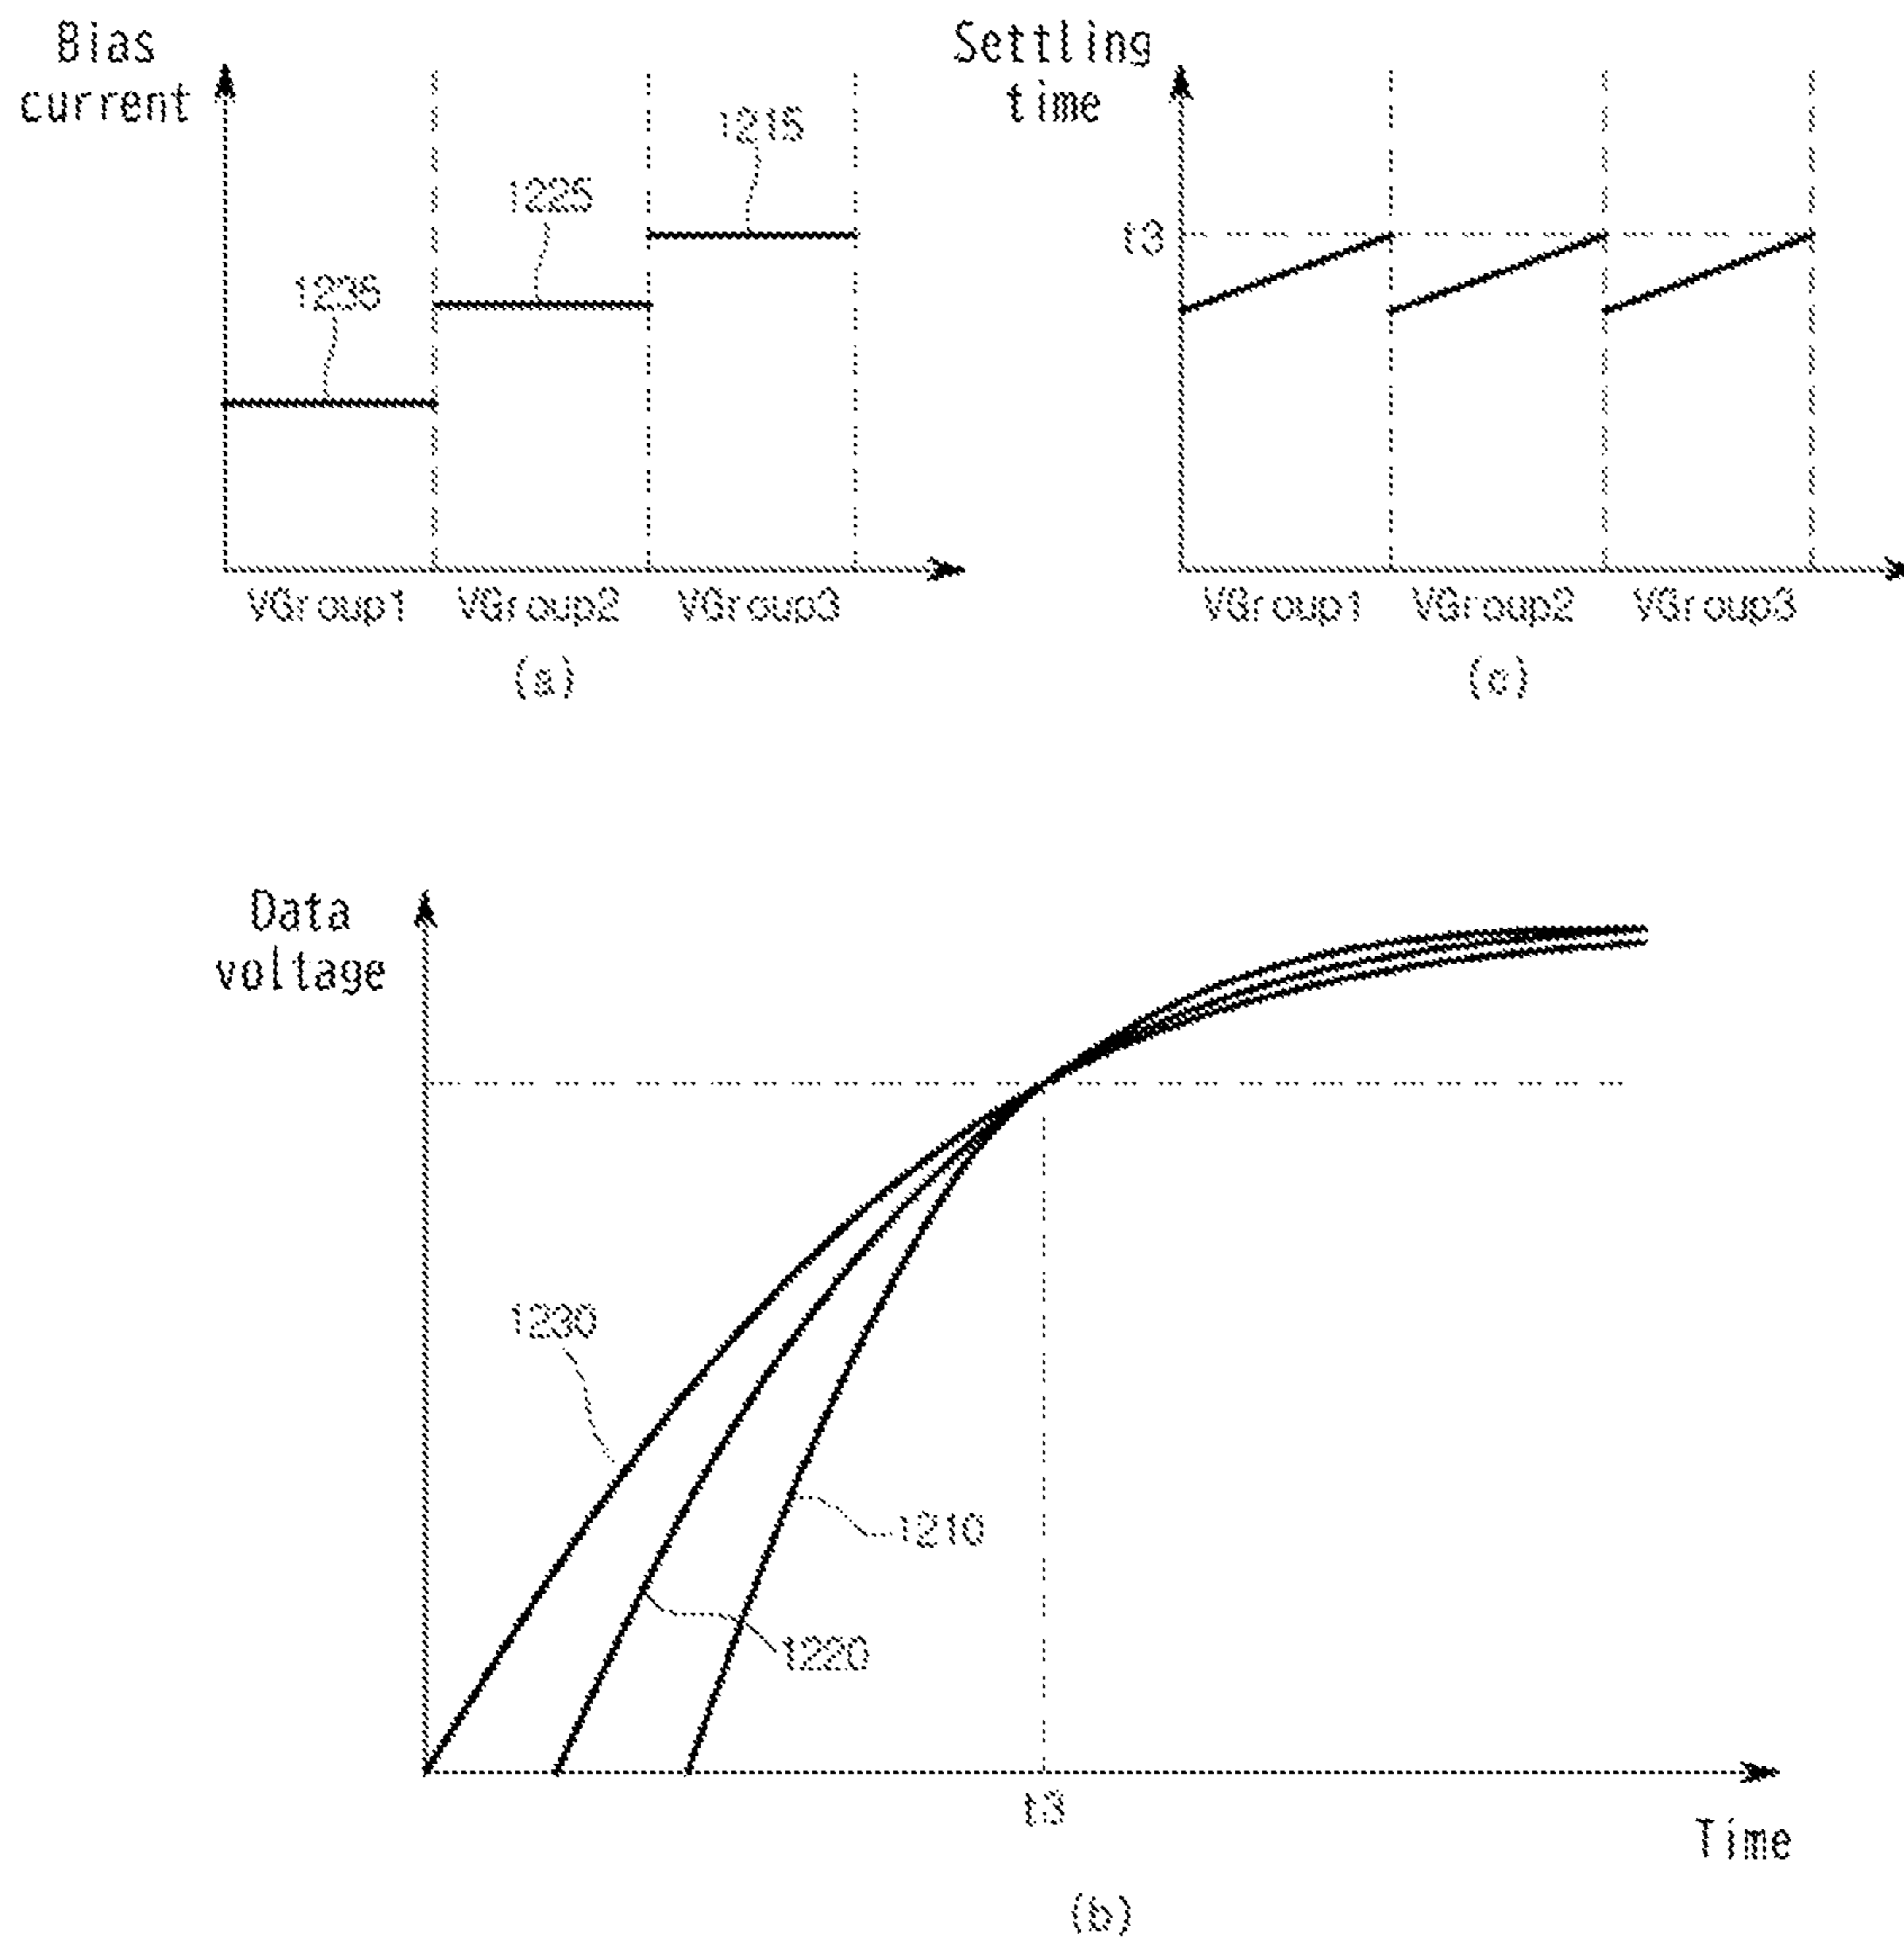 Bias
current
1235
1225
1215
VGroup1 VGroup2 VGroup3
(a)
Settling
time
t3
VGroup1 VGroup2 VGroup3
(c)
Data
voltage
1230
1210
1220
t3
Time
(b)